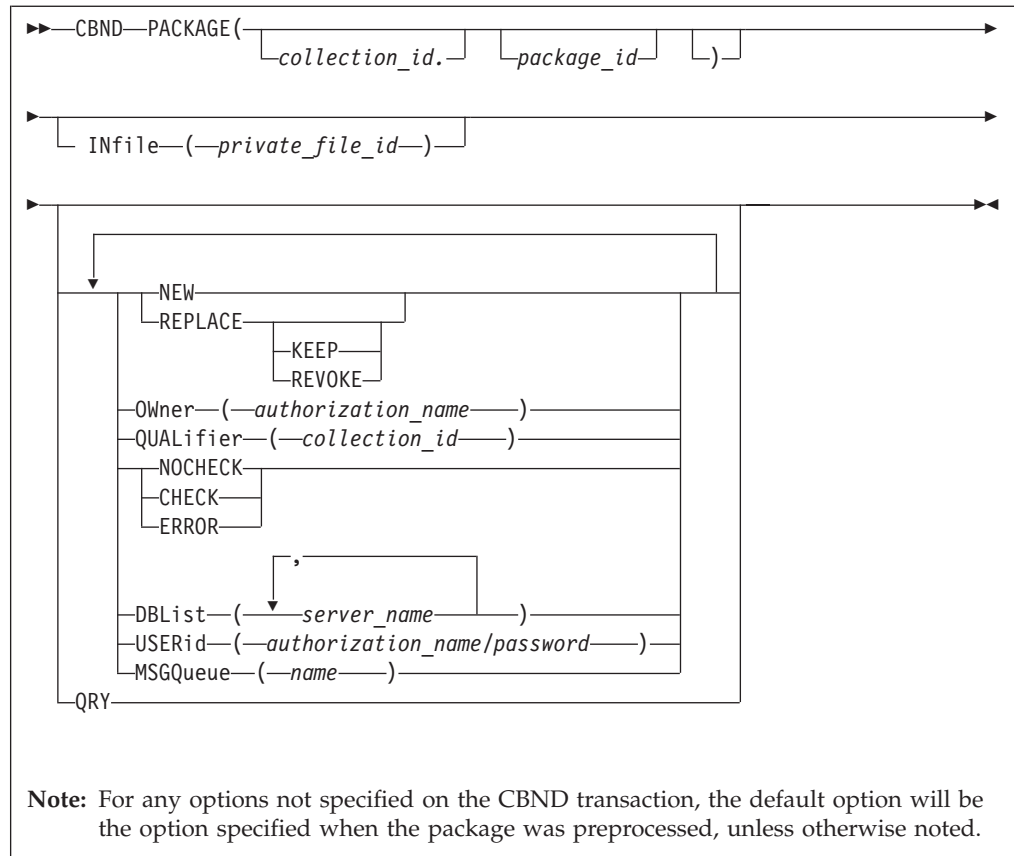 CBND PACKAGE( collection_id. package_id )
INfile ( private_file_id )
NEW
REPLACE
KEEP
REVOKE
OWner ( authorization_name )
QUALifier ( collection_id )
NOCHECK
CHECK
ERROR
,
DBList ( server_name )
USERid ( authorization_name/password )
MSGQueue ( name )
QRY
Note: For any options not specified on the CBND transaction, the default option will be
the option specified when the package was preprocessed, unless otherwise noted.